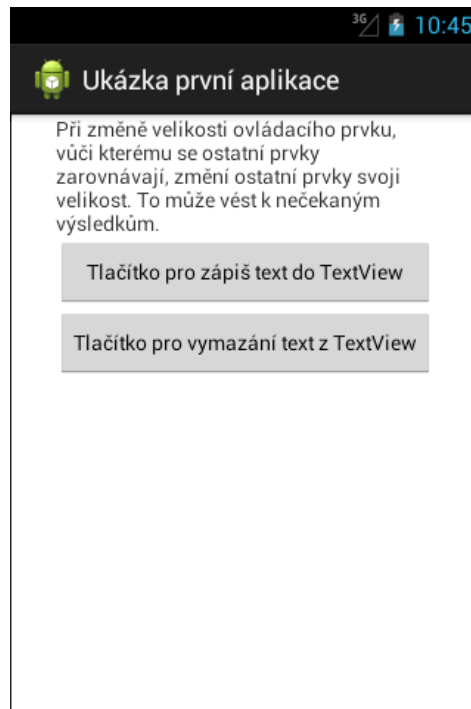 3G 10:45
Ukázka první aplikace
Při změně velikosti ovládacího prvku,
vůči kterému se ostatní prvky
zarovnávají, změní ostatní prvky svoji
velikost. To může vést k nečekaným
výsledkům.
Tlačítko pro zápiš text do TextView
Tlačítko pro vymazání text z TextView